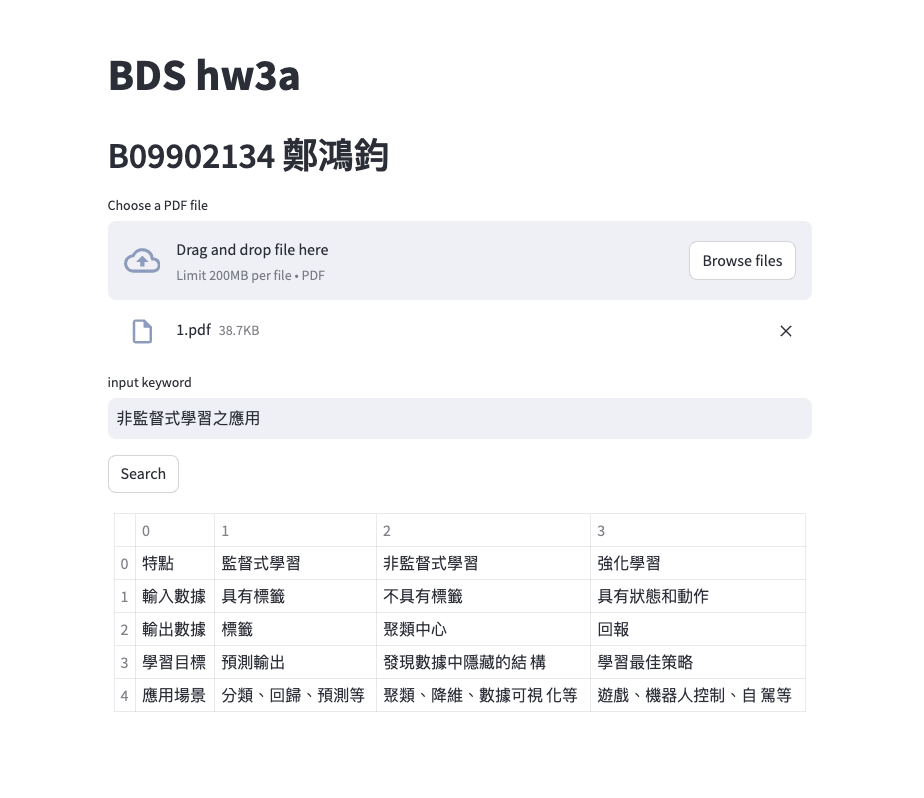 BDS hw3a
B09902134 鄭鴻鈞
Choose a PDF file
Drag and drop file here
Limit 200MB per file • PDF
Browse files
1.pdf 38.7KB
input keyword
非監督式學習之應用
Search
0 1 2 3
0 特點 監督式學習 非監督式學習 強化學習
1 輸入數據 具有標籤 不具有標籤 具有狀態和動作
2 輸出數據 標籤 聚類中心 回報
3 學習目標 預測輸出 發現數據中隱藏的結 構 學習最佳策略
4 應用場景 分類、回歸、預測等 聚類、降維、數據可視 化等 遊戲、機器人控制、自 駕等